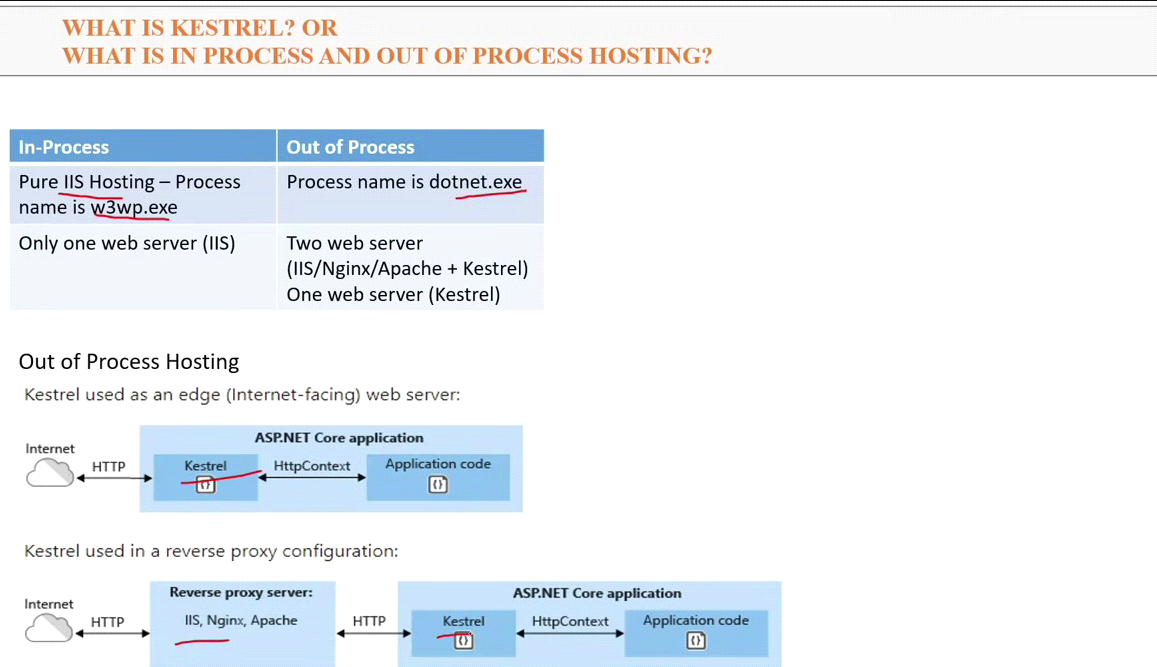 WHAT IS KESTREL? OR
WHAT IS IN PROCESS AND OUT OF PROCESS HOSTING?
In-Process
Out of Process
Pure IIS Hosting – Process
name is w3wp.exe
Process name is dotnet.exe
Only one web server (IIS)
Two web server
(IIS/Nginx/Apache + Kestrel)
One web server (Kestrel)
Out of Process Hosting
Kestrel used as an edge (Internet-facing) web server:
ASP.NET Core application
Internet
HTTP
Kestrel
HttpContext
Application code
Kestrel used in a reverse proxy configuration:
Reverse proxy server:
ASP.NET Core application
Internet
HTTP
IIS, Nginx, Apache
HTTP
Kestrel
HttpContext
Application code